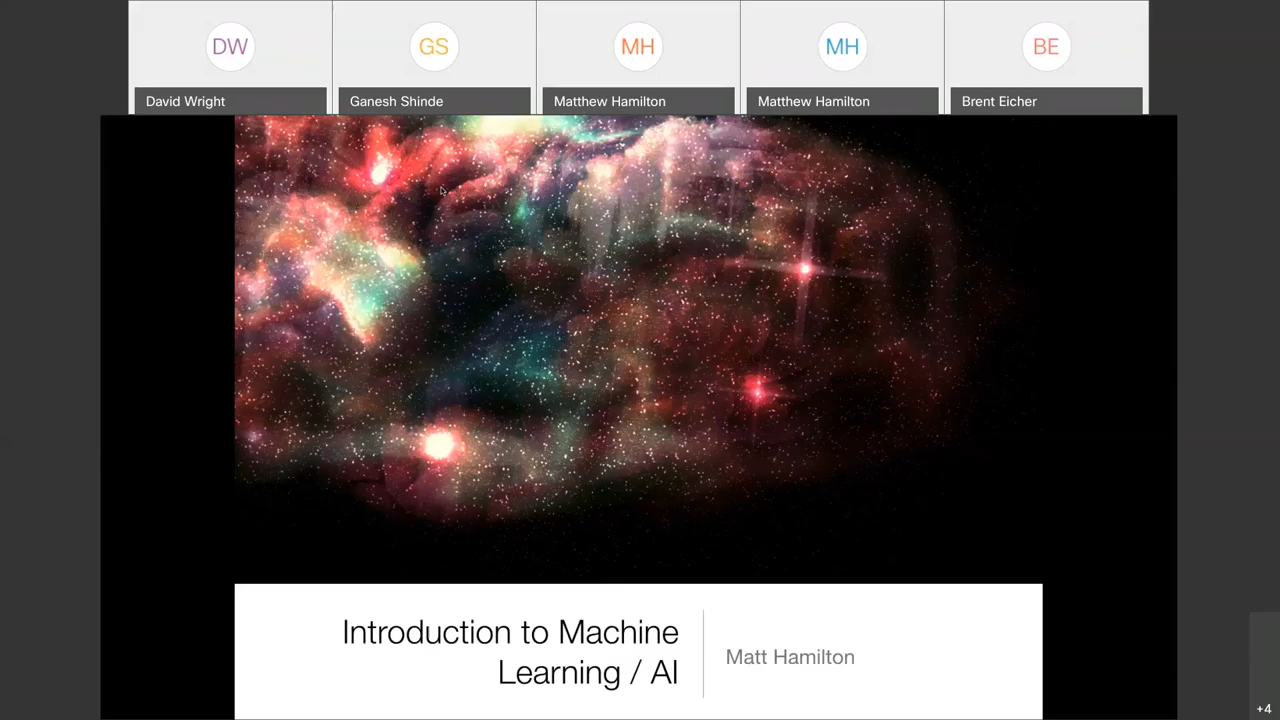 DW
GS
MH
MH
BE
David Wright
Ganesh Shinde
Matthew Hamilton
Matthew Hamilton
Brent Eicher
Introduction to Machine
Learning / AI
Matt Hamilton
+4